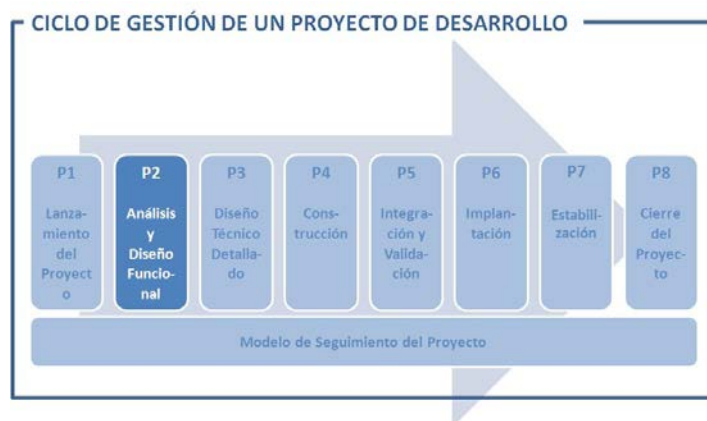 CICLO DE GESTIÓN DE UN PROYECTO DE DESARROLLO
P1
Lanza-
miento
del
Proyect
o
P2
Análisis
y
Diseño
Funcio-
nal
P3
Diseño
Técnico
Detalla-
do
P4
Cons-
trucción
P5
Integra-
ción y
Valida-
ción
P6
Implan-
tación
P7
Estabili-
zación
P8
Cierre
del
Proyec-
to
Modelo de Seguimiento del Proyecto